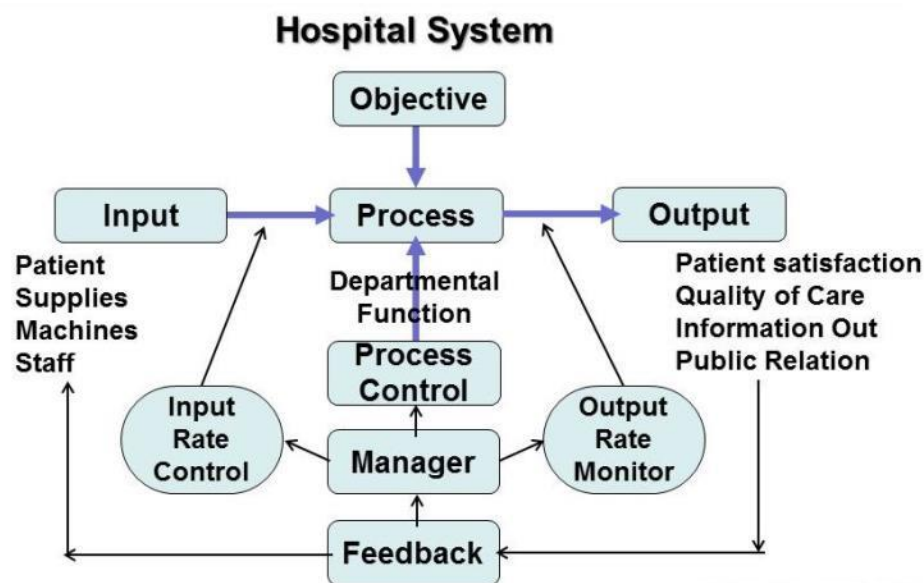 Hospital System
Objective
Input
Process
Output
Patient
Supplies
Machines
Staff
Departmental
Function
Patient satisfaction
Quality of Care
Information Out
Public Relation
Process
Control
Input
Rate
Control
Output
Rate
Monitor
Manager
Feedback